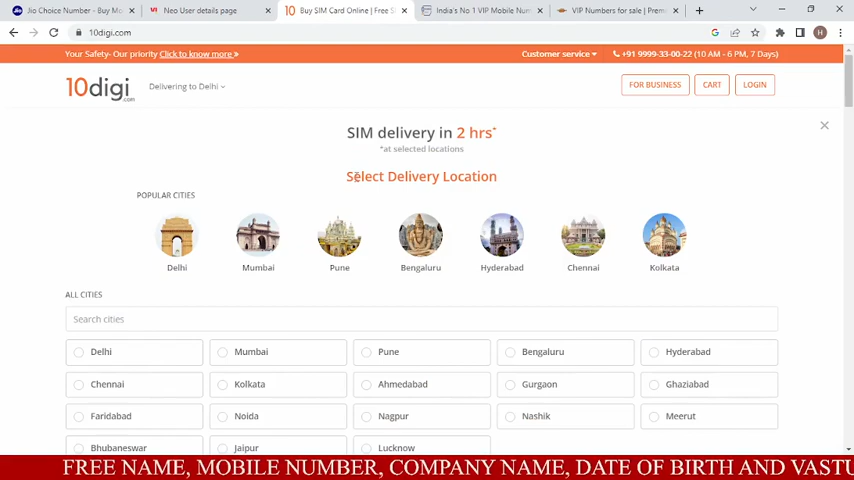 Jio Choice Number - Buy Mo
Neo User details page
Buy SIM Card Online | Free S
India's No 1 VIP Mobile Num
VIP Numbers for sale | Prem
10digi.com
Your Safety- Our priority Click to know more
Customer service
+91 9999-33-00-22 (10 AM - 6 PM, 7 Days)
10digi.com
Delivering to Delhi
FOR BUSINESS
CART
LOGIN
SIM delivery in 2 hrs*
*at selected locations
Select Delivery Location
POPULAR CITIES
Delhi
Mumbai
Pune
Bengaluru
Hyderabad
Chennai
Kolkata
ALL CITIES
Search cities
Delhi
Mumbai
Pune
Bengaluru
Hyderabad
Chennai
Kolkata
Ahmedabad
Gurgaon
Ghaziabad
Faridabad
Noida
Nagpur
Nashik
Meerut
Bhubaneswar
Jaipur
Lucknow
FREE NAME, MOBILE NUMBER, COMPANY NAME, DATE OF BIRTH AND VASTU